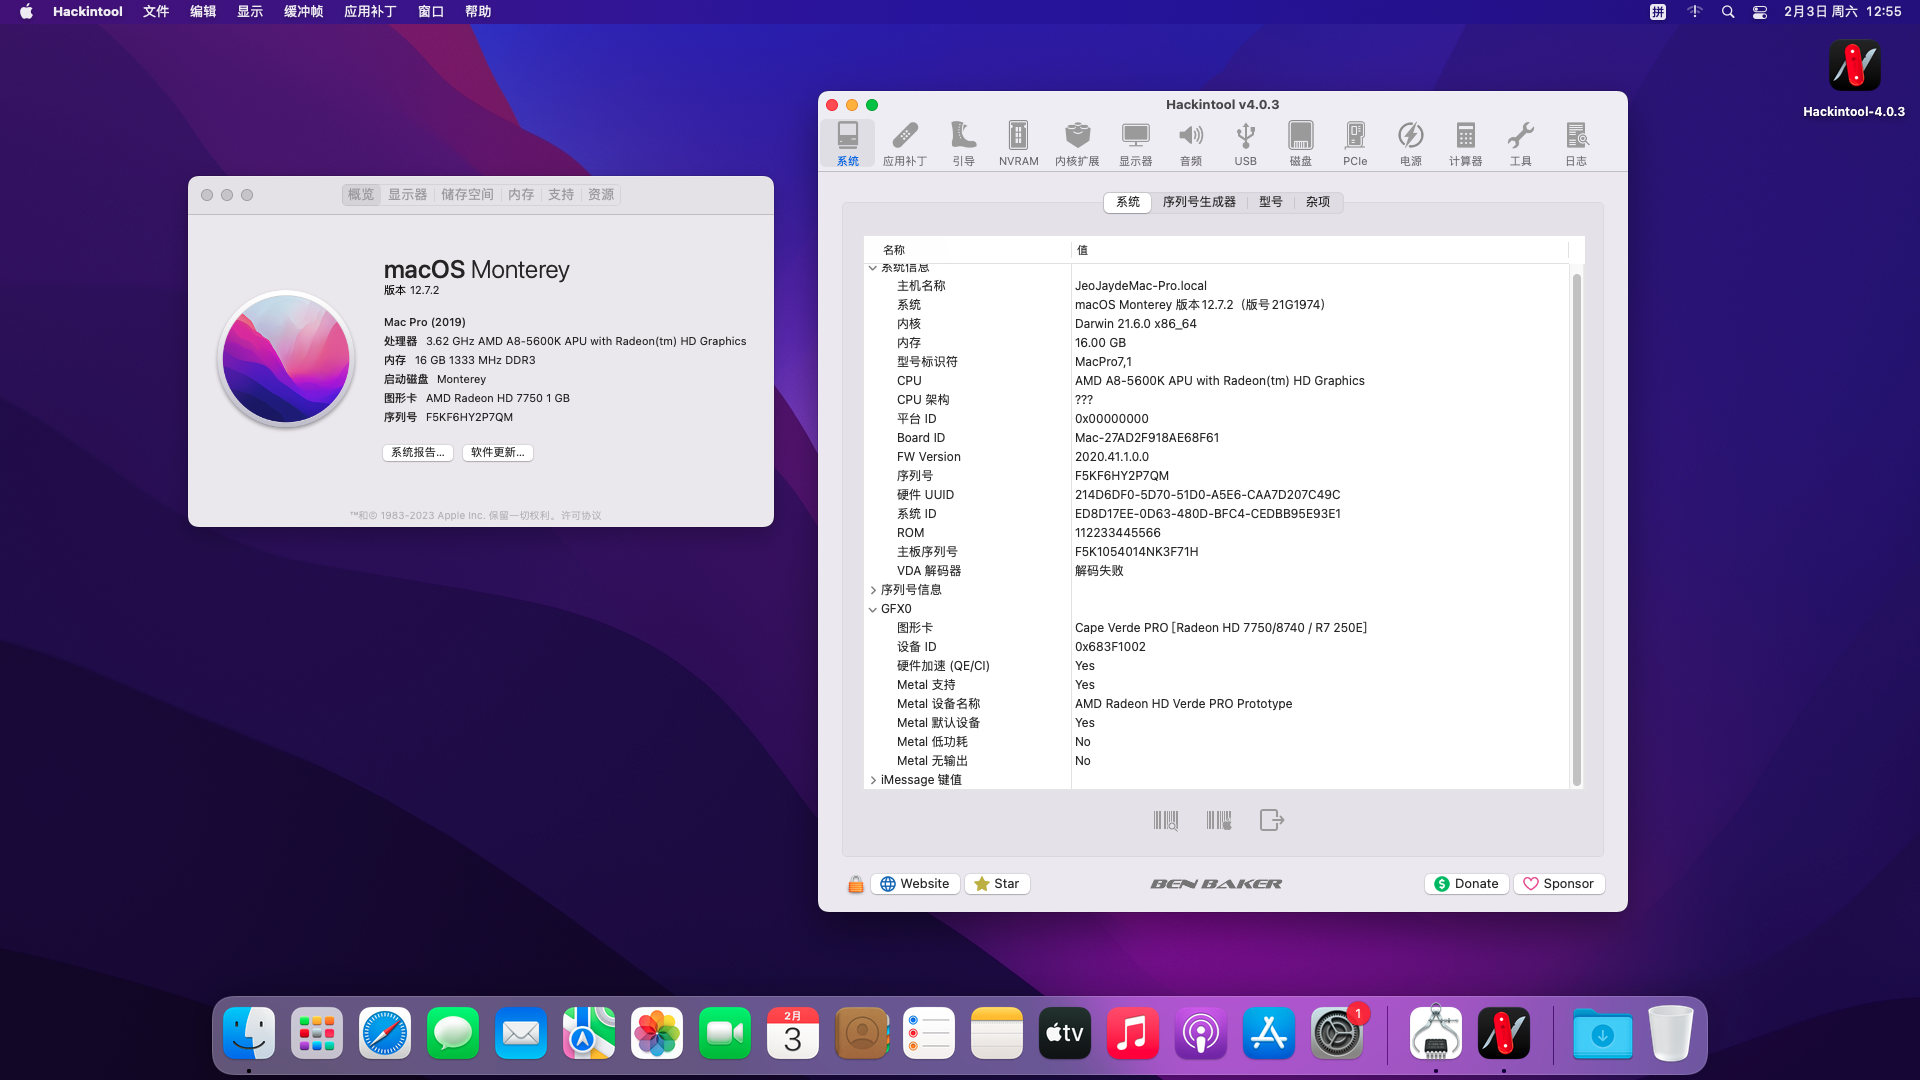 Hackintool 文件 编辑 显示 缓冲帧 应用补丁 窗口 帮助
拼 2月3日 周六 12:55
Hackintool-4.0.3
概览 显示器 储存空间 内存 支持 资源
macOS Monterey
版本 12.7.2
Mac Pro (2019)
处理器 3.62 GHz AMD A8-5600K APU with Radeon(tm) HD Graphics
内存 16 GB 1333 MHz DDR3
启动磁盘 Monterey
图形卡 AMD Radeon HD 7750 1 GB
序列号 F5KF6HY2P7QM
系统报告... 软件更新...
™和© 1983-2023 Apple Inc. 保留一切权利。许可协议
Hackintool v4.0.3
系统 应用补丁 引导 NVRAM 内核扩展 显示器 音频 USB 磁盘 PCIe 电源 计算器 工具 日志
系统 序列号生成器 型号 杂项
名称 值
系统信息
主机名称 JeoJaydeMac-Pro.local
系统 macOS Monterey 版本12.7.2（版号21G1974）
内核 Darwin 21.6.0 x86_64
内存 16.00 GB
型号标识符 MacPro7,1
CPU AMD A8-5600K APU with Radeon(tm) HD Graphics
CPU 架构 ???
平台 ID 0x00000000
Board ID Mac-27AD2F918AE68F61
FW Version 2020.41.1.0.0
序列号 F5KF6HY2P7QM
硬件 UUID 214D6DF0-5D70-51D0-A5E6-CAA7D207C49C
系统 ID ED8D17EE-0D63-480D-BFC4-CEDBB95E93E1
ROM 112233445566
主板序列号 F5K1054014NK3F71H
VDA 解码器 解码失败
序列号信息
GFX0
图形卡 Cape Verde PRO [Radeon HD 7750/8740 / R7 250E]
设备 ID 0x683F1002
硬件加速 (QE/CI) Yes
Metal 支持 Yes
Metal 设备名称 AMD Radeon HD Verde PRO Prototype
Metal 默认设备 Yes
Metal 低功耗 No
Metal 无输出 No
iMessage 键值
Website Star BEN BAKER Donate Sponsor
2月
3
tv
1